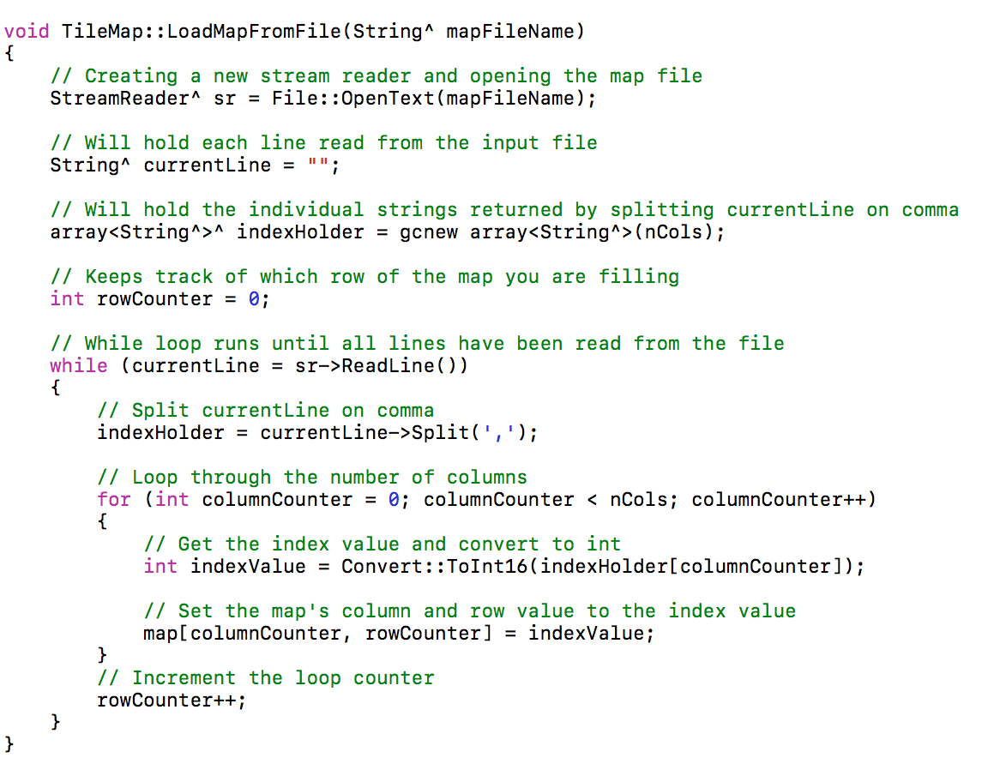 void TileMap::LoadMapFromFile(String^ mapFileName)
{
    // Creating a new stream reader and opening the map file
    StreamReader^ sr = File::OpenText(mapFileName);

    // Will hold each line read from the input file
    String^ currentLine = "";

    // Will hold the individual strings returned by splitting currentLine on comma
    array<String^>^ indexHolder = gcnew array<String^>(nCols);

    // Keeps track of which row of the map you are filling
    int rowCounter = 0;

    // While loop runs until all lines have been read from the file
    while (currentLine = sr->ReadLine())
    {
        // Split currentLine on comma
        indexHolder = currentLine->Split(',');

        // Loop through the number of columns
        for (int columnCounter = 0; columnCounter < nCols; columnCounter++)
        {
            // Get the index value and convert to int
            int indexValue = Convert::ToInt16(indexHolder[columnCounter]);

            // Set the map's column and row value to the index value
            map[columnCounter, rowCounter] = indexValue;
        }
        // Increment the loop counter
        rowCounter++;
    }
}